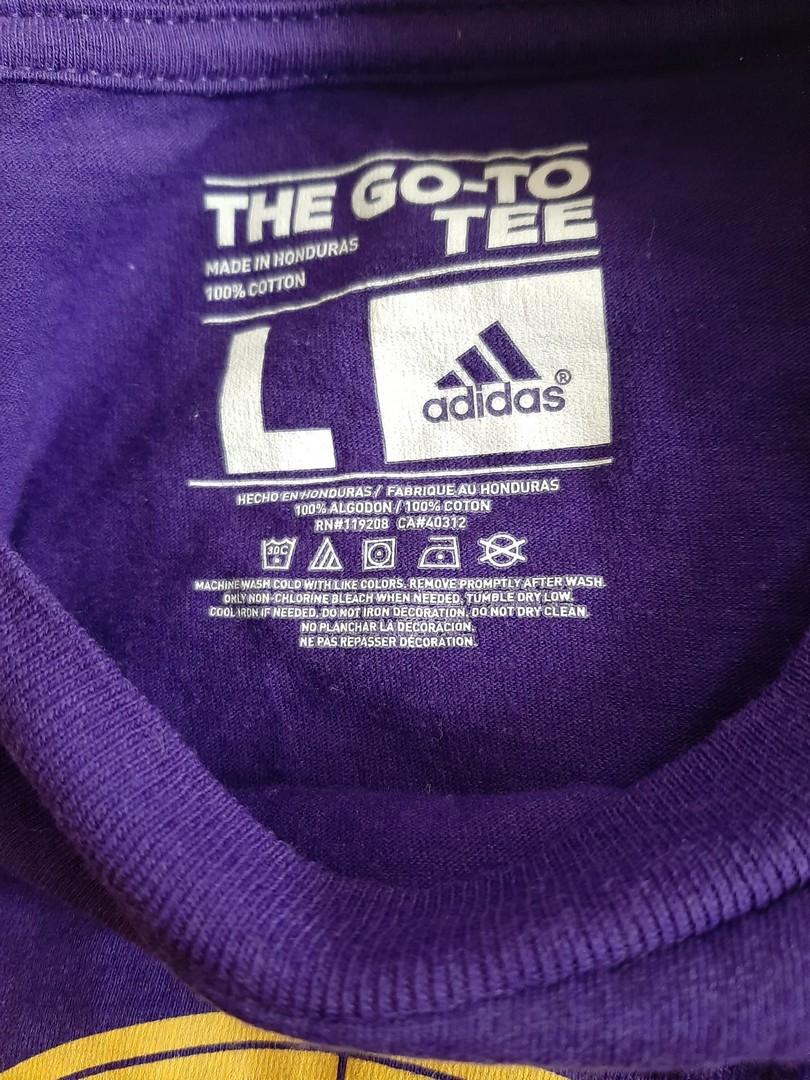 THE GO-TO
TEE
MADE IN HONDURAS
100% COTTON
L
adidas®
HECHO EN HONDURAS / FABRIQUE AU HONDURAS
100% ALGODON / 100% COTON
RN#119208 CA#40312
30C
MACHINE WASH COLD WITH LIKE COLORS. REMOVE PROMPTLY AFTER WASH.
ONLY NON-CHLORINE BLEACH WHEN NEEDED. TUMBLE DRY LOW.
COOL IRON IF NEEDED. DO NOT IRON DECORATION. DO NOT DRY CLEAN.
NO PLANCHAR LA DECORACIÓN.
NE PAS REPASSER DÉCORATION.